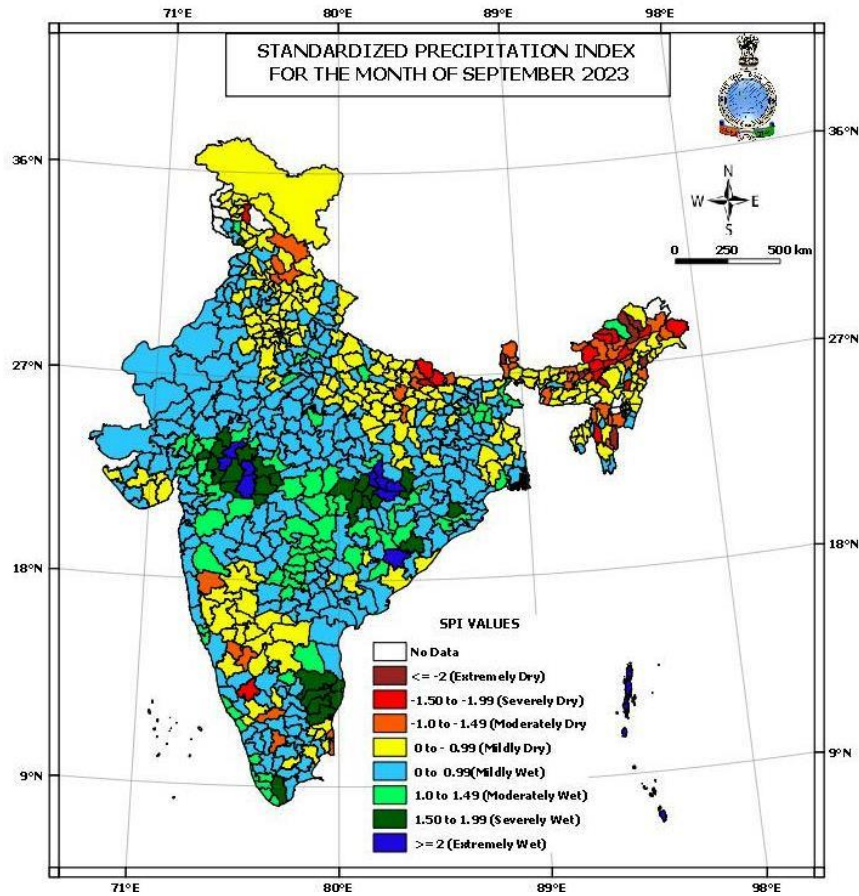 71°E 80°E 89°E 98°E
STANDARDIZED PRECIPITATION INDEX
FOR THE MONTH OF SEPTEMBER 2023
36°N 36°N
N
W E
S
0 250 500 km
27°N 27°N
18°N 18°N
SPI VALUES
No Data
<= -2 (Extremely Dry)
-1.50 to -1.99 (Severely Dry)
-1.0 to -1.49 (Moderately Dry
0 to - 0.99 (Mildly Dry)
0 to 0.99(Mildly Wet)
1.0 to 1.49 (Moderately Wet)
1.50 to 1.99 (Severely Wet)
>= 2 (Extremely Wet)
9°N 9°N
71°E 80°E 89°E 98°E